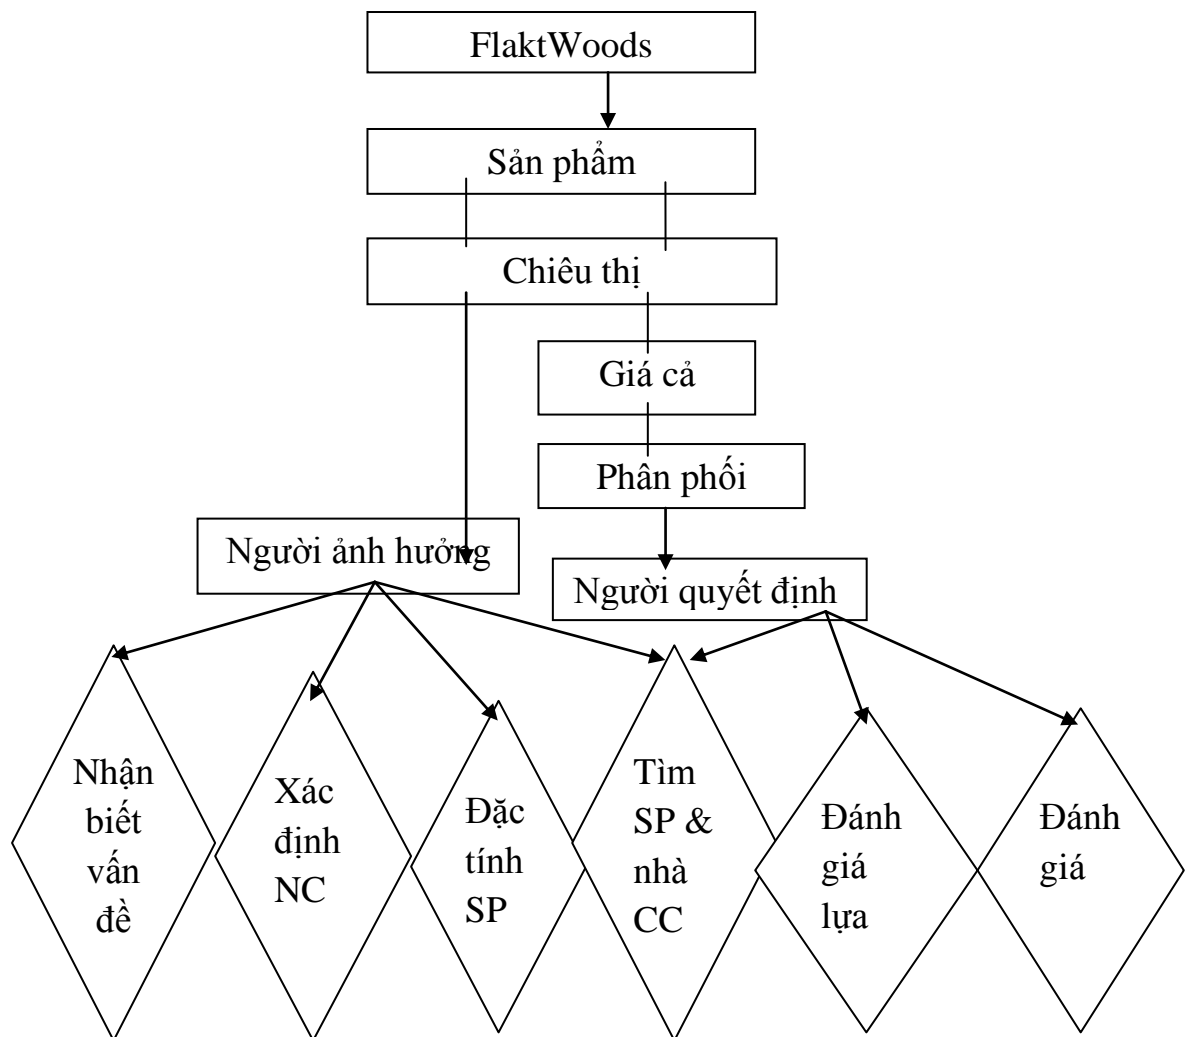 FlaktWoods
Sản phẩm
Chiêu thị
Giá cả
Phân phối
Người ảnh hưởng
Người quyết định
Nhận
biết
vấn
đề
Xác
định
NC
Đặc
tính
SP
Tìm
SP &
nhà
CC
Đánh
giá
lựa
Đánh
giá